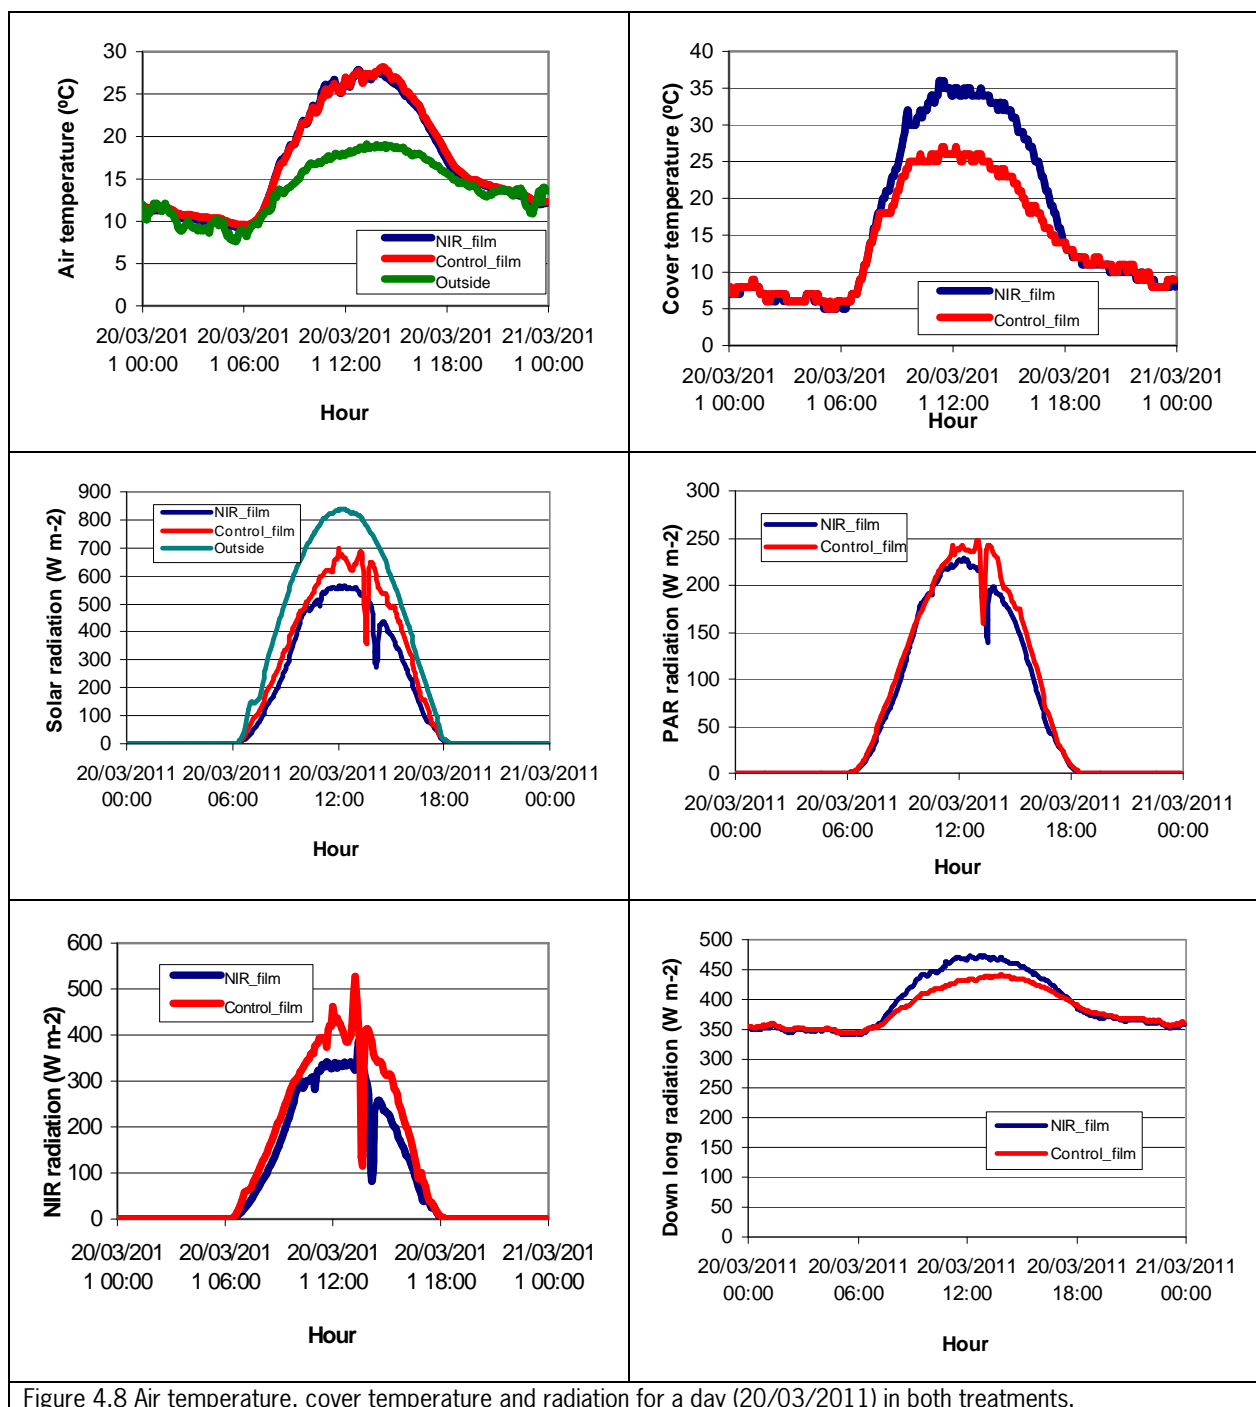 30
25
20
15
10
5
0
Air temperature (ºC)
NIR_film
Control_film
Outside
20/03/201 20/03/201 20/03/201 20/03/201 21/03/201
1 00:00 1 06:00 1 12:00 1 18:00 1 00:00
Hour
40
35
30
25
20
15
10
5
0
Cover temperature (ºC)
NIR_film
Control_film
20/03/201 20/03/201 20/03/201 20/03/201 21/03/201
1 00:00 1 06:00 1 12:00 1 18:00 1 00:00
Hour
900
800
700
600
500
400
300
200
100
0
Solar radiation (W m-2)
NIR_film
Control_film
Outside
20/03/2011 20/03/2011 20/03/2011 20/03/2011 21/03/2011
00:00 06:00 12:00 18:00 00:00
Hour
300
250
200
150
100
50
0
PAR radiation (W m-2)
NIR_film
Control_film
20/03/2011 20/03/2011 20/03/2011 20/03/2011 21/03/2011
00:00 06:00 12:00 18:00 00:00
Hour
600
500
400
300
200
100
0
NIR radiation (W m-2)
NIR_film
Control_film
20/03/201 20/03/201 20/03/201 20/03/201 21/03/201
1 00:00 1 06:00 1 12:00 1 18:00 1 00:00
Hour
500
450
400
350
300
250
200
150
100
50
0
Down long radiation (W m-2)
NIR_film
Control_film
20/03/2011 20/03/2011 20/03/2011 20/03/2011 21/03/2011
00:00 06:00 12:00 18:00 00:00
Hour
Figure 4.8 Air temperature, cover temperature and radiation for a day (20/03/2011) in both treatments.